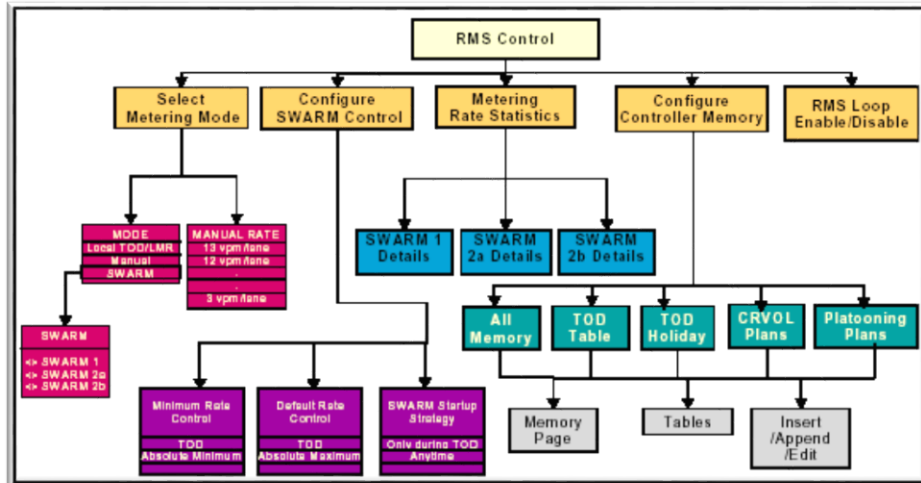 RMS Control
Select
Metering Mode
Configure
SWARM Control
Metering
Rate Statistics
Configure
Controller Memory
RMS Loop
Enable/Disable
MODE
Local TOD/LMR
Manual
SWARM
MANUAL RATE
13 vpm/lane
12 vpm/lane
.
.
3 vpm/lane
SWARM 1
Details
SWARM
2a Details
SWARM
2b Details
SWARM
<> SWARM 1
<> SWARM 2a
<> SWARM 2b
All
Memory
TOD
Table
TOD
Holiday
CRVOL
Plans
Platooning
Plans
Minimum Rate
Control
TOD
Absolute Minimum
Default Rate
Control
TOD
Absolute Maximum
SWARM Startup
Strategy
Only during TOD
Anytime
Memory
Page
Tables
Insert
/Append
/Edit